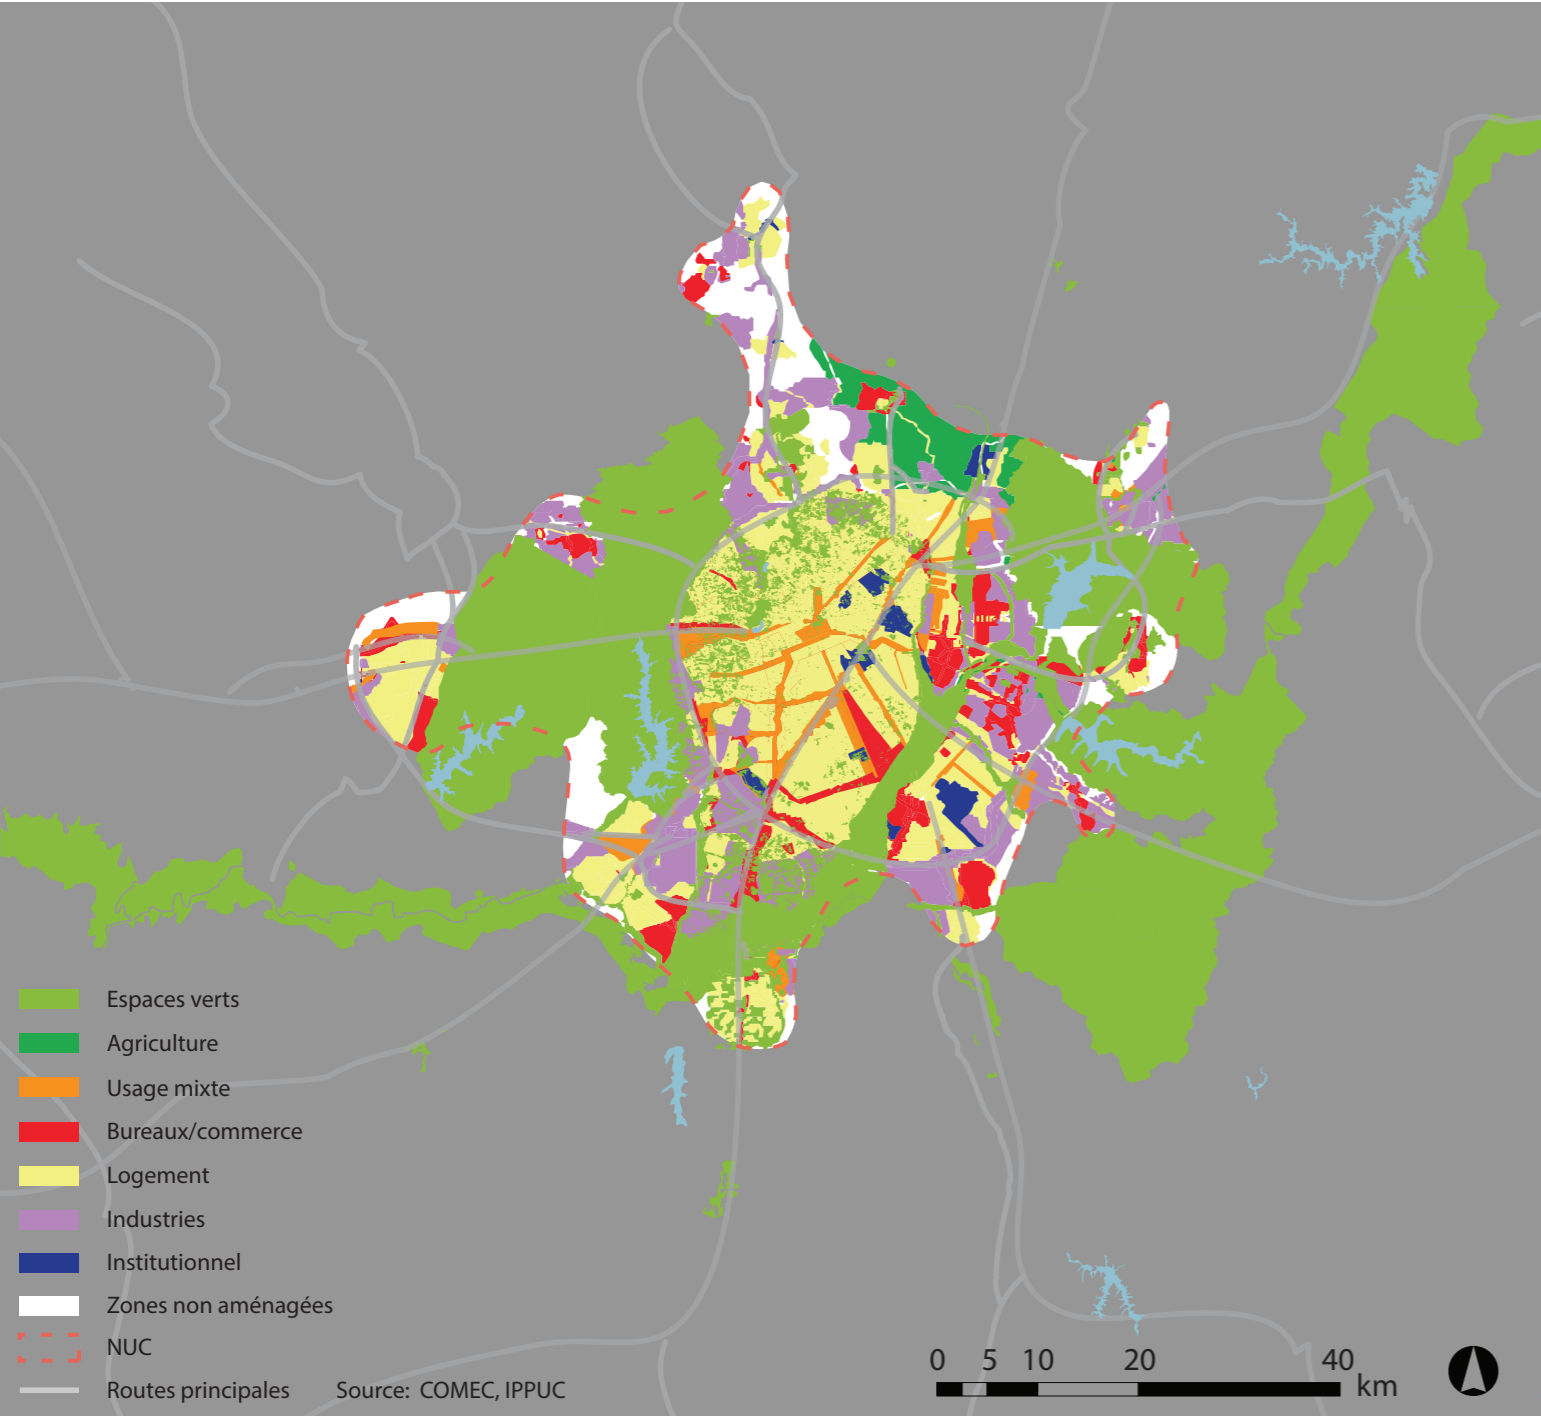 Espaces verts
Agriculture
Usage mixte
Bureaux/commerce
Logement
Industries
Institutionnel
Zones non aménagées
NUC
Routes principales
Source: COMEC, IPPUC
0 5 10 20 40
km